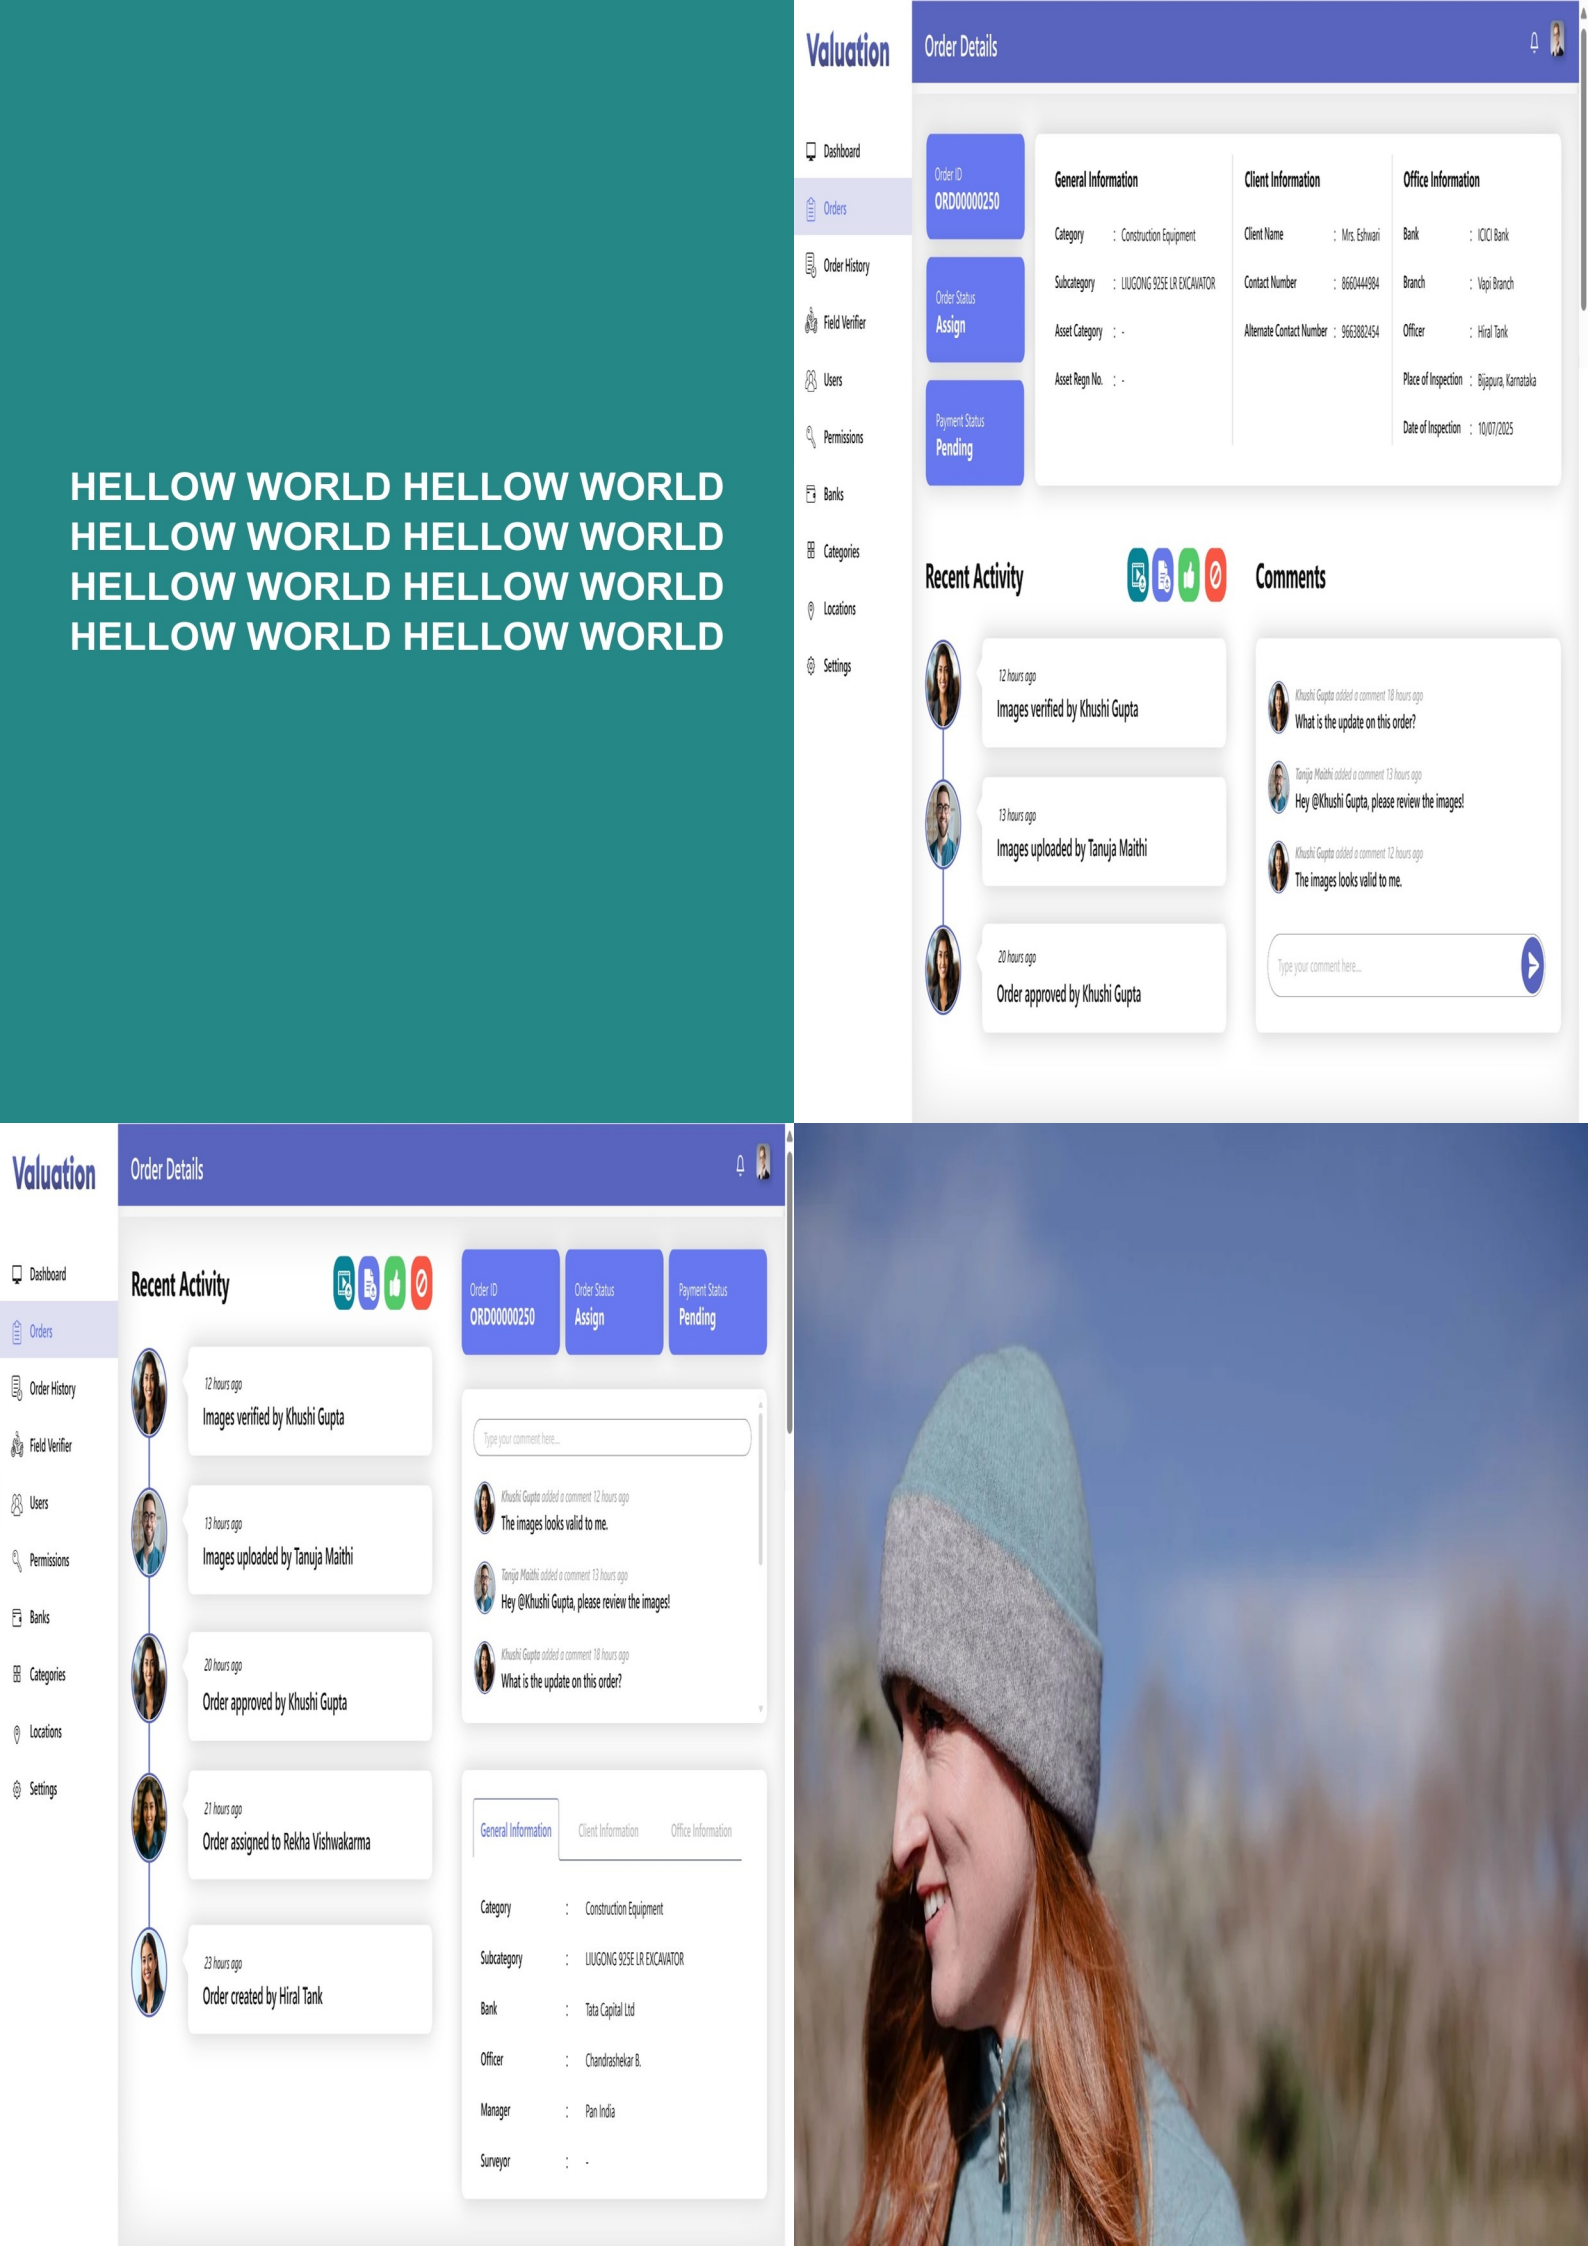 HELLOW WORLD HELLOW WORLD
HELLOW WORLD HELLOW WORLD
HELLOW WORLD HELLOW WORLD
HELLOW WORLD HELLOW WORLD
Valuation
Order Details
Dashboard
Orders
Order History
Field Verifier
Users
Permissions
Banks
Categories
Locations
Settings
Order ID
ORD00000250
Order Status
Assign
Payment Status
Pending
General Information
Category : Construction Equipment
Subcategory : LIUGONG 925E LR EXCAVATOR
Asset Category : -
Asset Regn No. : -
Client Information
Client Name : Mrs. Eshwari
Contact Number : 8660444984
Alternate Contact Number : 9663882454
Office Information
Bank : ICICI Bank
Branch : Vapi Branch
Officer : Hiral Tank
Place of Inspection : Bijapura, Karnataka
Date of Inspection : 10/07/2025
Recent Activity
12 hours ago
Images verified by Khushi Gupta
13 hours ago
Images uploaded by Tanuja Maithi
20 hours ago
Order approved by Khushi Gupta
Comments
Khushi Gupta added a comment 18 hours ago
What is the update on this order?
Tanija Maithi added a comment 13 hours ago
Hey @Khushi Gupta, please review the images!
Khushi Gupta added a comment 12 hours ago
The images looks valid to me.
Type your comment here...
Valuation
Order Details
Dashboard
Orders
Order History
Field Verifier
Users
Permissions
Banks
Categories
Locations
Settings
Recent Activity
12 hours ago
Images verified by Khushi Gupta
13 hours ago
Images uploaded by Tanuja Maithi
20 hours ago
Order approved by Khushi Gupta
21 hours ago
Order assigned to Rekha Vishwakarma
23 hours ago
Order created by Hiral Tank
Order ID
ORD00000250
Order Status
Assign
Payment Status
Pending
Type your comment here...
Khushi Gupta added a comment 12 hours ago
The images looks valid to me.
Tanija Maithi added a comment 13 hours ago
Hey @Khushi Gupta, please review the images!
Khushi Gupta added a comment 18 hours ago
What is the update on this order?
General Information Client Information Office Information
Category : Construction Equipment
Subcategory : LIUGONG 925E LR EXCAVATOR
Bank : Tata Capital Ltd
Officer : Chandrashekar B.
Manager : Pan India
Surveyor : -